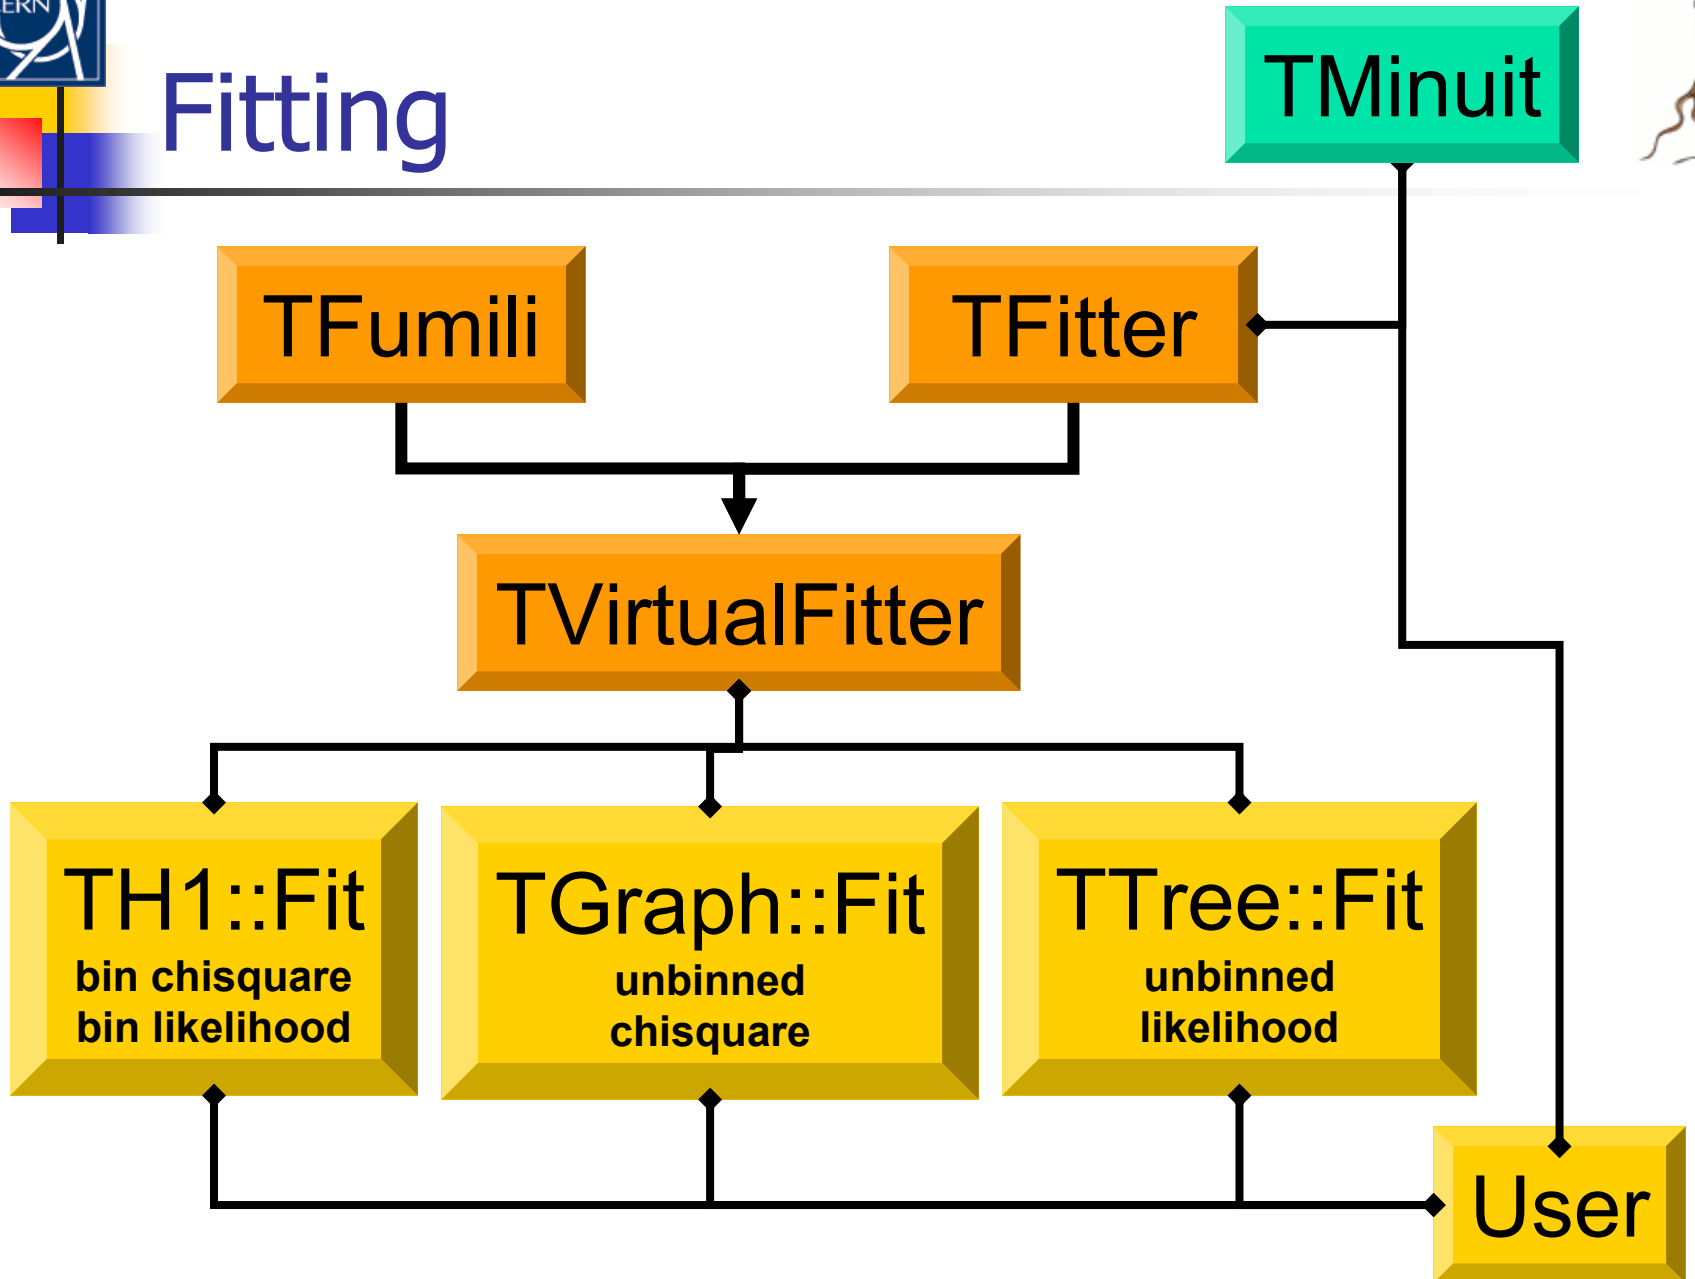 CERN
Fitting
TMinuit
TFumili
TFitter
TVirtualFitter
TH1::Fit
bin chisquare
bin likelihood
TGraph::Fit
unbinned
chisquare
TTree::Fit
unbinned
likelihood
User